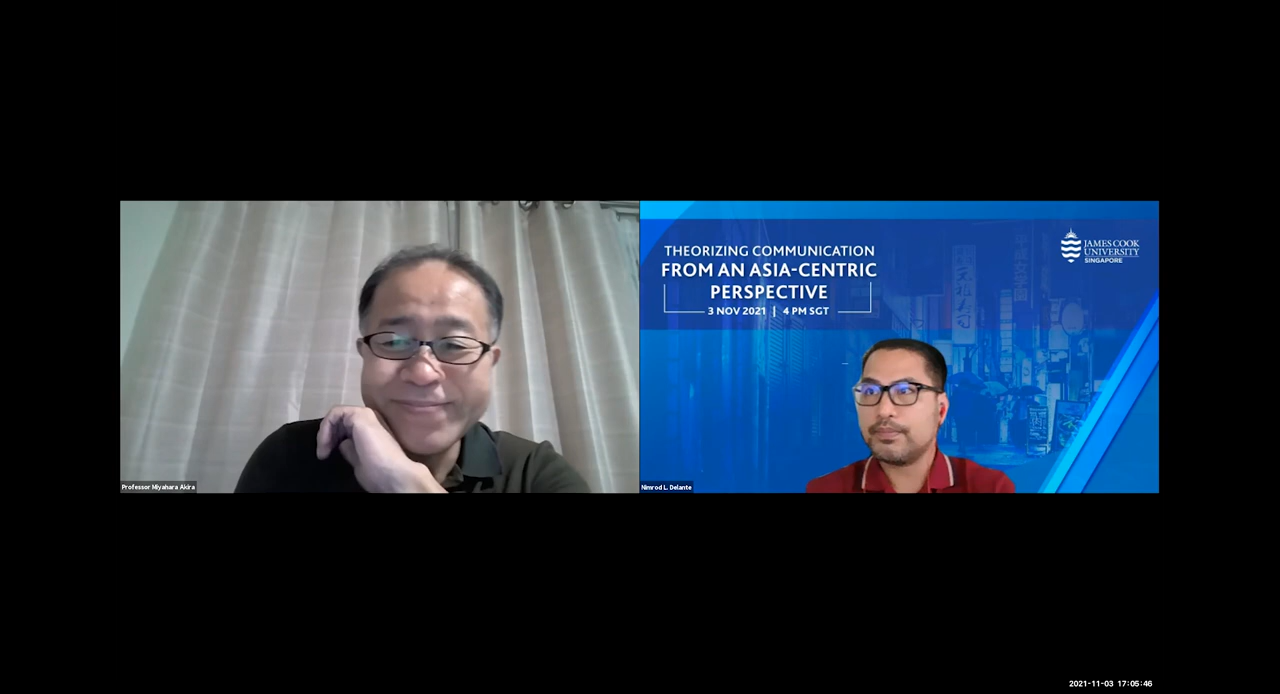 THEORIZING COMMUNICATION
FROM AN ASIA-CENTRIC
PERSPECTIVE
3 NOV 2021 | 4 PM SGT
JAMES COOK
UNIVERSITY
SINGAPORE
Professor Miyahara Akira
Nimrod L. Delante
2021-11-03 17:05:46